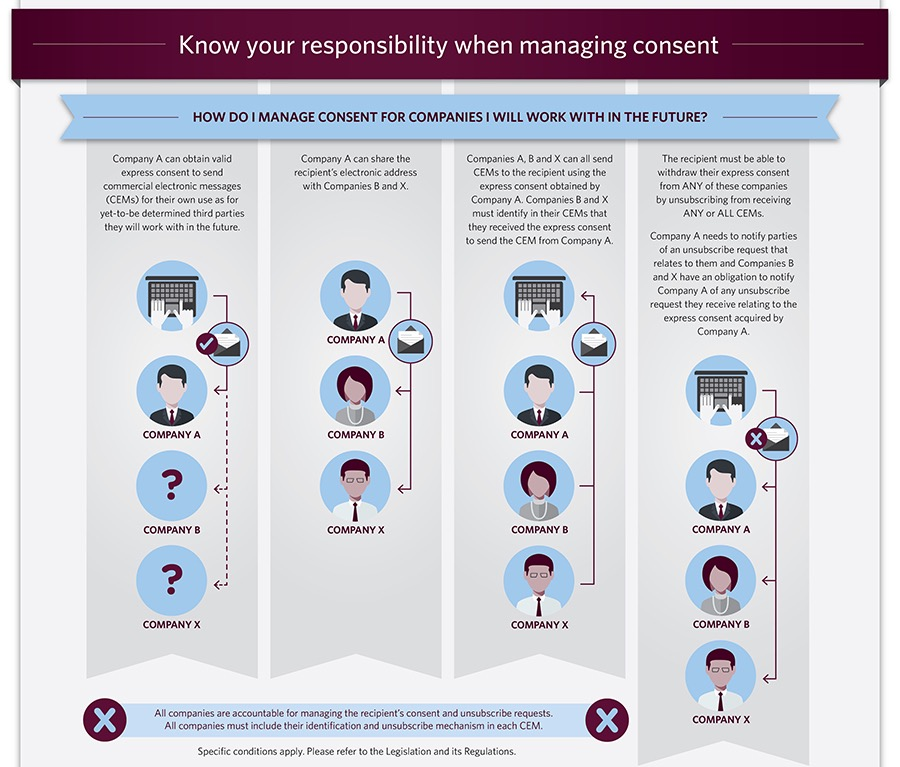 Know your responsibility when managing consent
HOW DO I MANAGE CONSENT FOR COMPANIES I WILL WORK WITH IN THE FUTURE?
Company A can obtain valid
express consent to send
commercial electronic messages
(CEMs) for their own use as for
yet-to-be determined third parties
they will work with in the future.
?
?
COMPANY A
COMPANY B
COMPANY X
Company A can share the
recipient's electronic address
with Companies B and X.
COMPANY A
COMPANY B
COMPANY X
Companies A, B and X can all send
CEMs to the recipient using the
express consent obtained by
Company A. Companies B and X
must identify in their CEMs that
they received the express consent
to send the CEM from Company A.
COMPANY A
COMPANY B
COMPANY X
The recipient must be able to
withdraw their express consent
from ANY of these companies
by unsubscribing from receiving
ANY or ALL CEMs.
Company A needs to notify parties
of an unsubscribe request that
relates to them and Companies B
and X have an obligation to notify
Company A of any unsubscribe
request they receive relating to the
express consent acquired by
Company A.
COMPANY A
COMPANY B
COMPANY X
All companies are accountable for managing the recipient's consent and unsubscribe requests.
All companies must include their identification and unsubscribe mechanism in each CEM.
Specific conditions apply. Please refer to the Legislation and its Regulations.